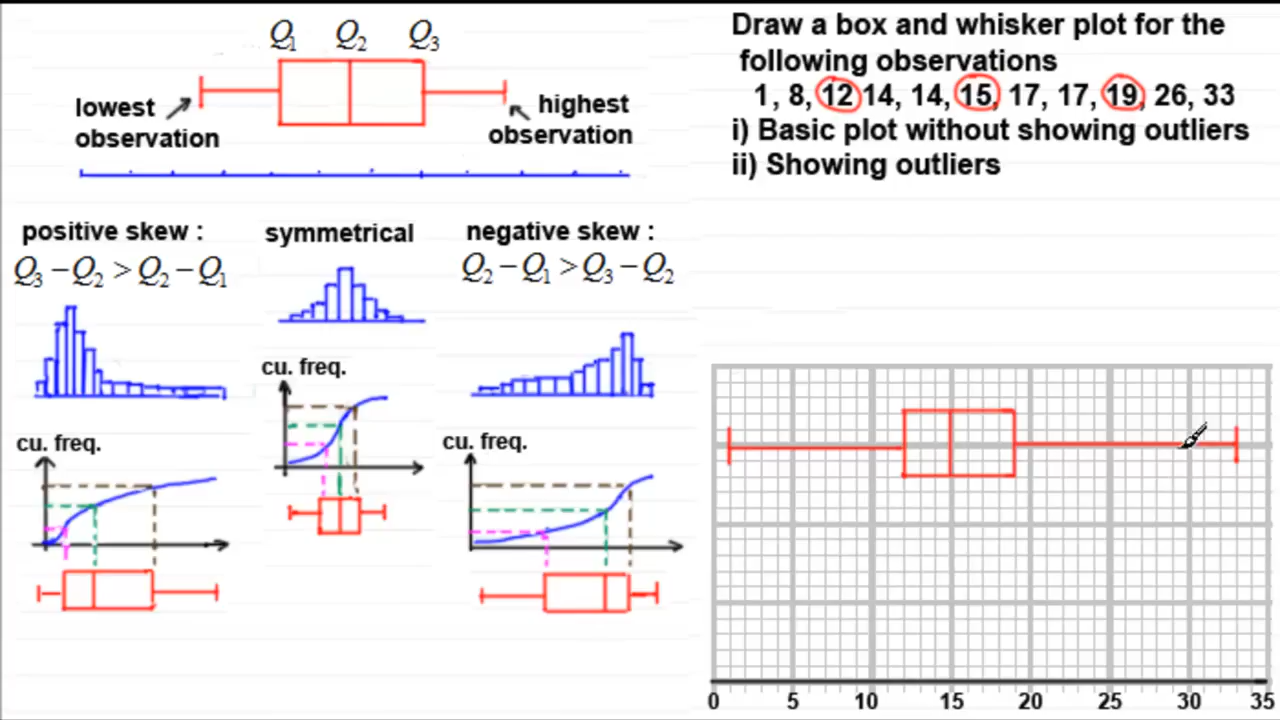 Q1 Q2 Q3
lowest
observation
highest
observation
positive skew :
Q3 − Q2 > Q2 − Q1
symmetrical
negative skew :
Q2 − Q1 > Q3 − Q2
cu. freq.
cu. freq.
cu. freq.
Draw a box and whisker plot for the
following observations
1, 8, 12 14, 14, 15, 17, 17, 19, 26, 33
i) Basic plot without showing outliers
ii) Showing outliers
0 5 10 15 20 25 30 35